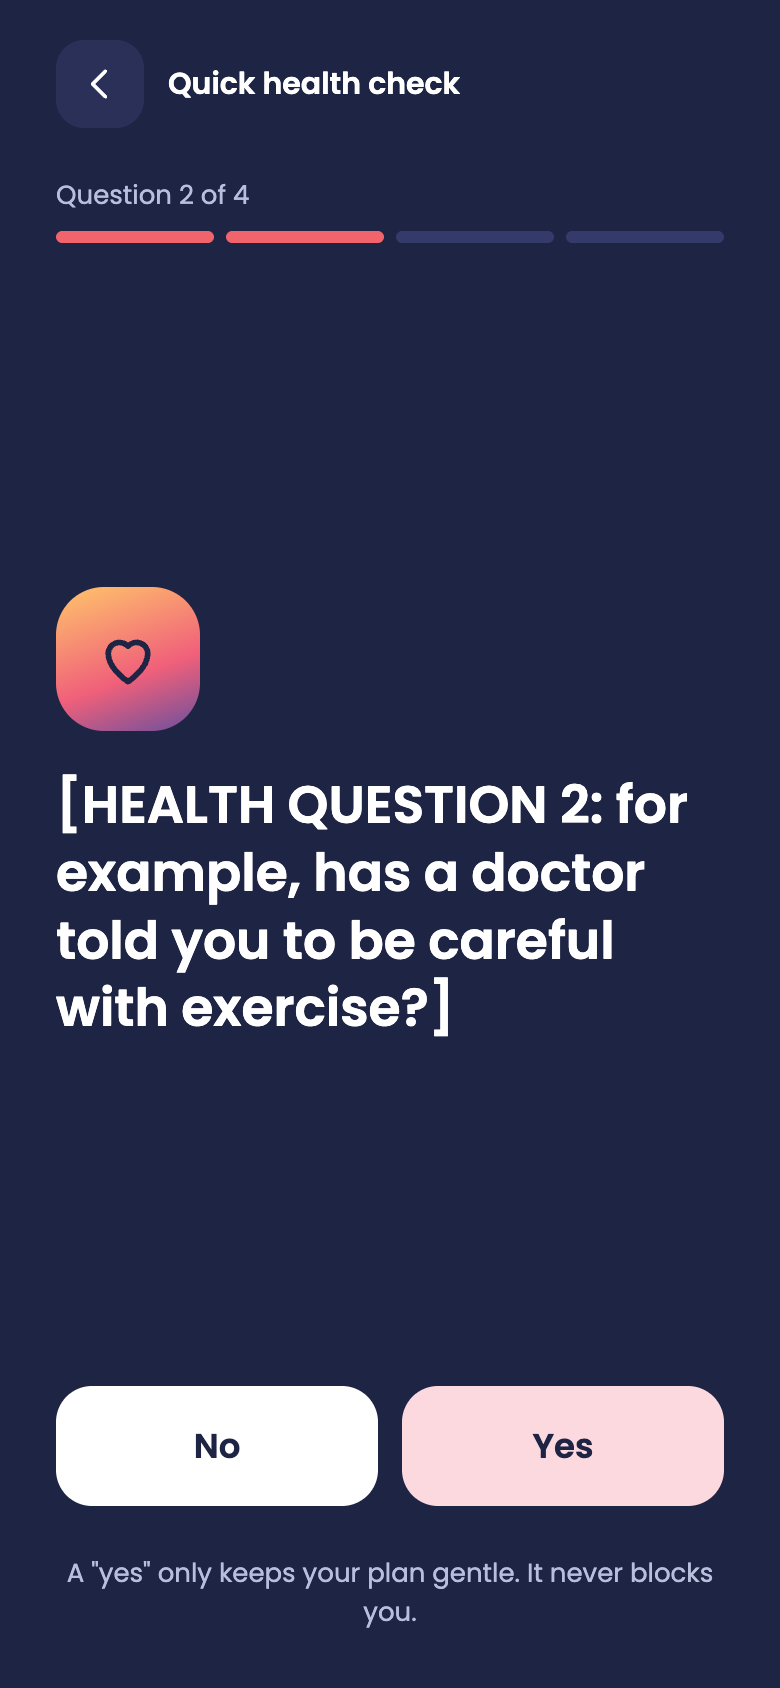 Quick health check
Question 2 of 4
[HEALTH QUESTION 2: for
example, has a doctor
told you to be careful
with exercise?]
No
Yes
A "yes" only keeps your plan gentle. It never blocks
you.